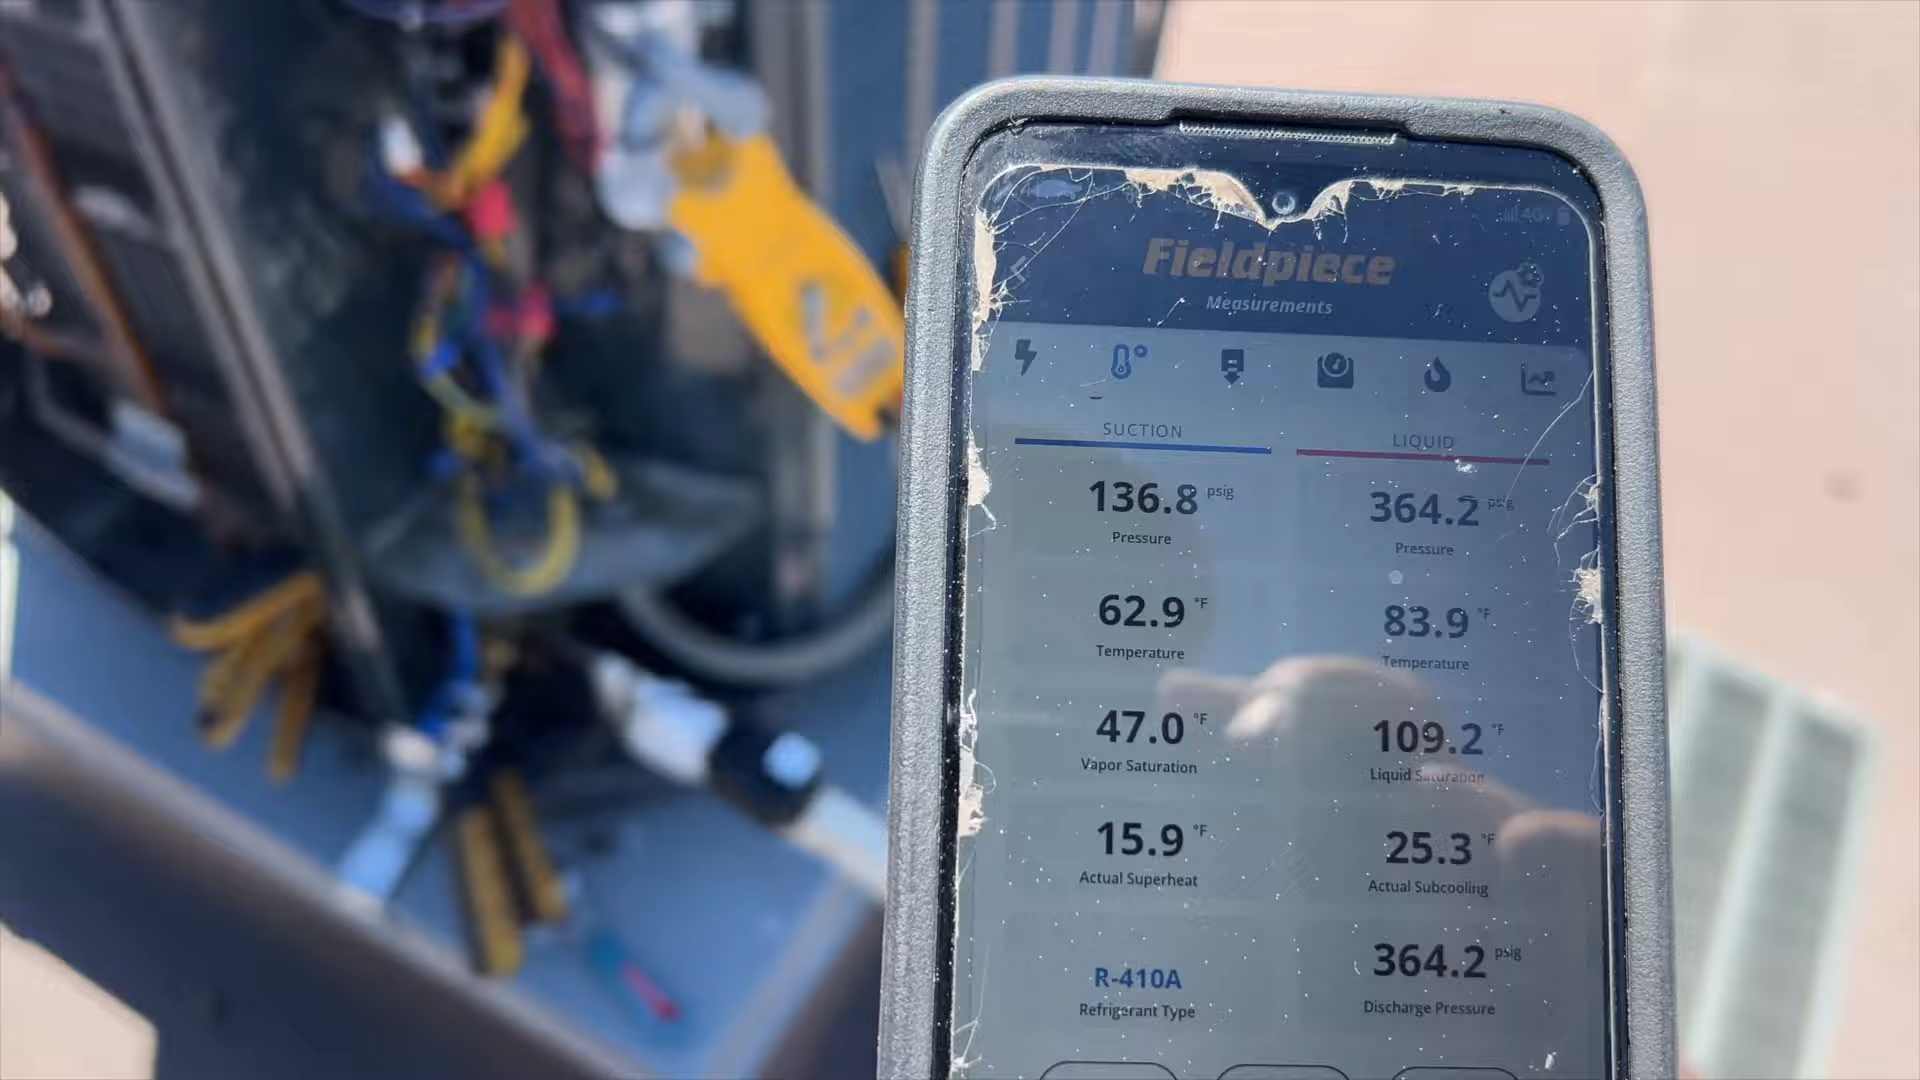 4G
Fieldpiece
Measurements
SUCTION LIQUID
136.8 psig 364.2 psig
Pressure Pressure
62.9 °F 83.9 °F
Temperature Temperature
47.0 °F 109.2 °F
Vapor Saturation Liquid Saturation
15.9 °F 25.3 °F
Actual Superheat Actual Subcooling
R-410A 364.2 psig
Refrigerant Type Discharge Pressure